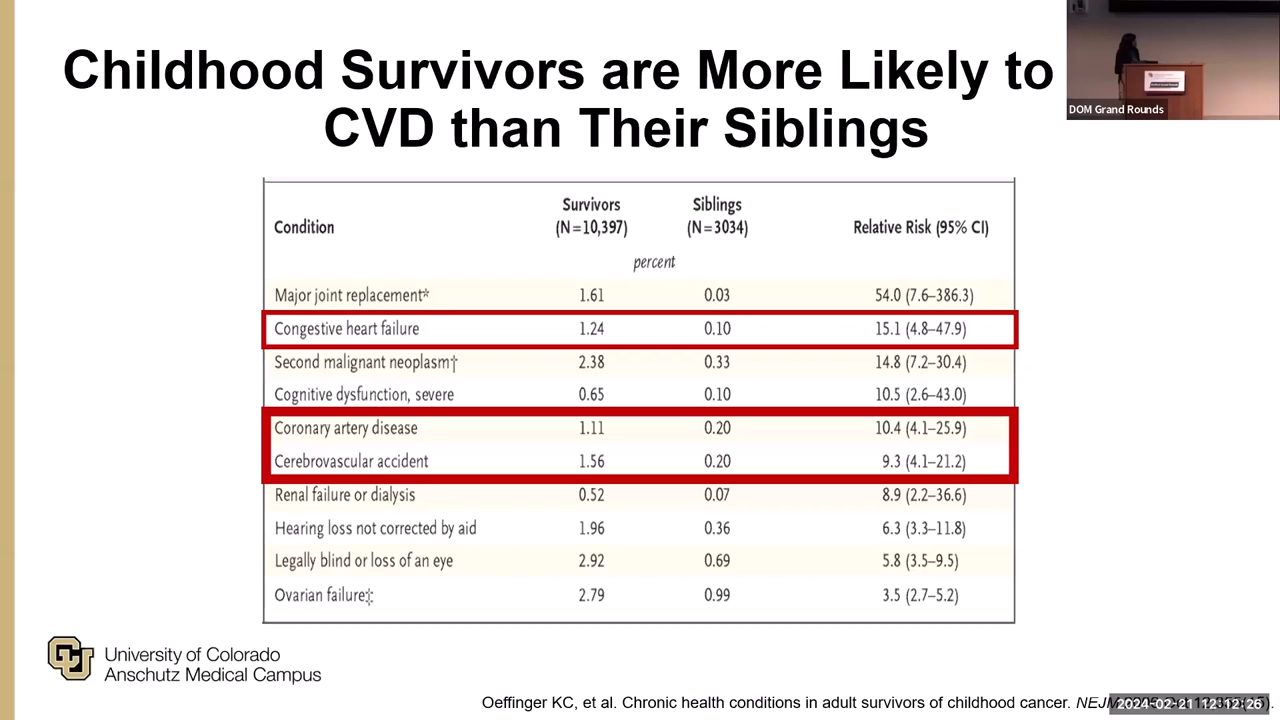 Childhood Survivors are More Likely to
CVD than Their Siblings
DOM Grand Rounds
Condition Survivors (N=10,397) Siblings (N=3034) Relative Risk (95% CI)
percent
Major joint replacement* 1.61 0.03 54.0 (7.6–386.3)
Congestive heart failure 1.24 0.10 15.1 (4.8–47.9)
Second malignant neoplasm† 2.38 0.33 14.8 (7.2–30.4)
Cognitive dysfunction, severe 0.65 0.10 10.5 (2.6–43.0)
Coronary artery disease 1.11 0.20 10.4 (4.1–25.9)
Cerebrovascular accident 1.56 0.20 9.3 (4.1–21.2)
Renal failure or dialysis 0.52 0.07 8.9 (2.2–36.6)
Hearing loss not corrected by aid 1.96 0.36 6.3 (3.3–11.8)
Legally blind or loss of an eye 2.92 0.69 5.8 (3.5–9.5)
Ovarian failure‡ 2.79 0.99 3.5 (2.7–5.2)
CU
University of Colorado
Anschutz Medical Campus
Oeffinger KC, et al. Chronic health conditions in adult survivors of childhood cancer. NEJM
2024-02-21 12:12:26